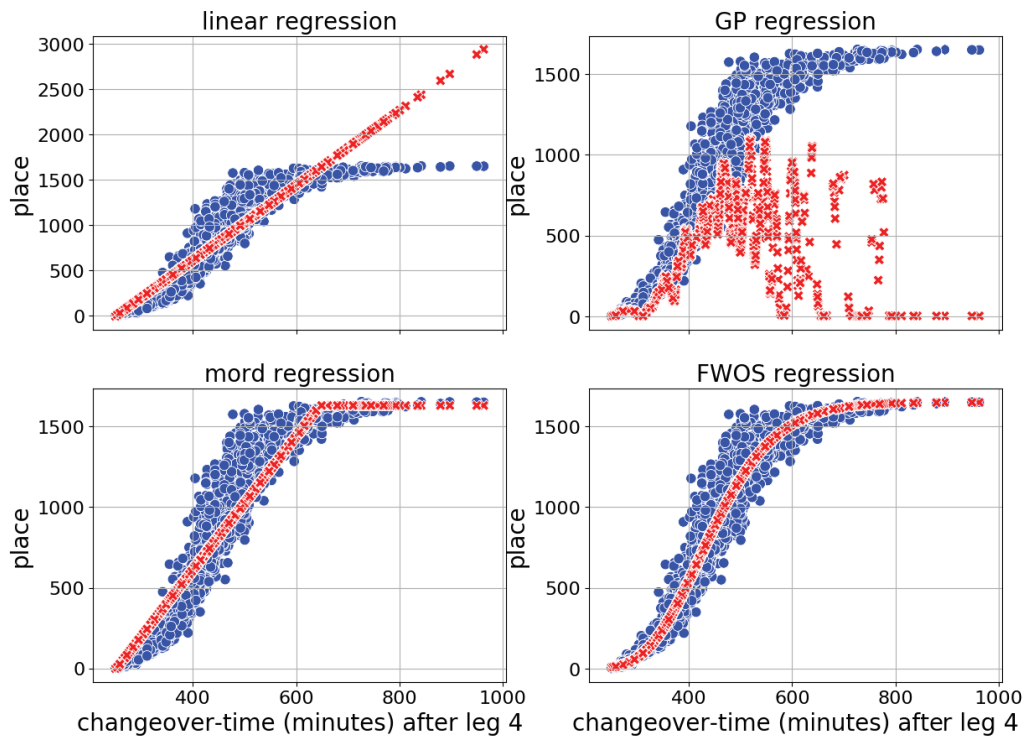 linear regression
GP regression
3000
2500
2000
1500
1000
500
0
place
1500
1000
500
0
place
mord regression
FWOS regression
1500
1000
500
0
place
400 600 800 1000
changeover-time (minutes) after leg 4
1500
1000
500
0
place
400 600 800 1000
changeover-time (minutes) after leg 4